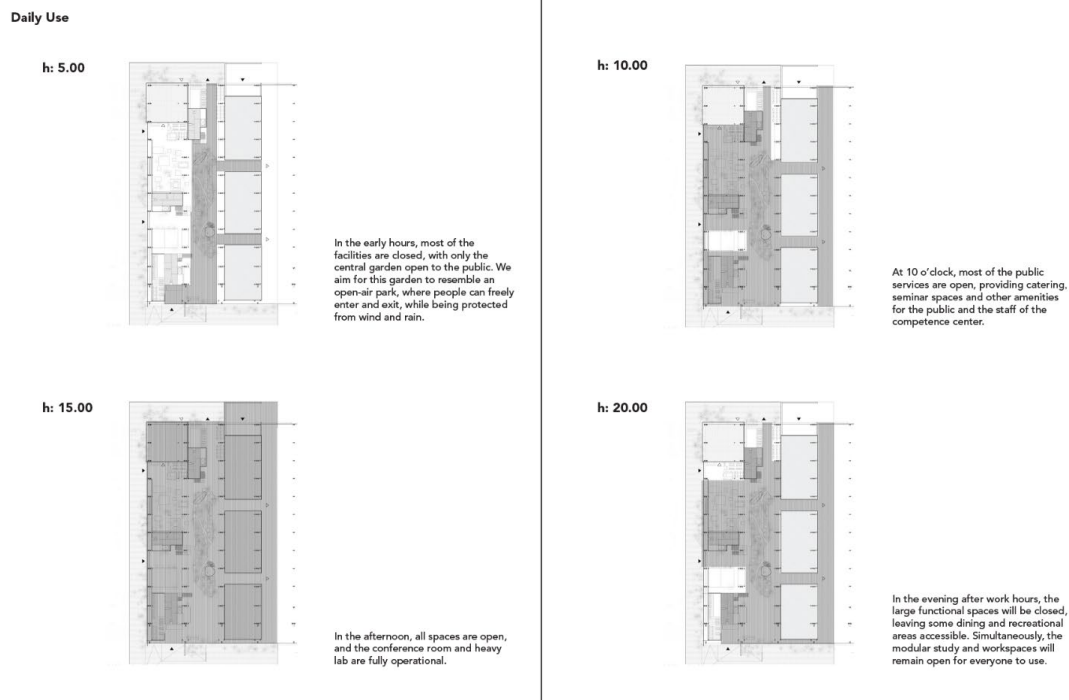 Daily Use
h: 5.00
In the early hours, most of the
facilities are closed, with only the
central garden open to the public. We
aim for this garden to resemble an
open-air park, where people can freely
enter and exit, while being protected
from wind and rain.
h: 10.00
At 10 o’clock, most of the public
services are open, providing catering,
seminar spaces and other amenities
for the public and the staff of the
competence center.
h: 15.00
In the afternoon, all spaces are open,
and the conference room and heavy
lab are fully operational.
h: 20.00
In the evening after work hours, the
large functional spaces will be closed,
leaving some dining and recreational
areas accessible. Simultaneously, the
modular study and workspaces will
remain open for everyone to use.